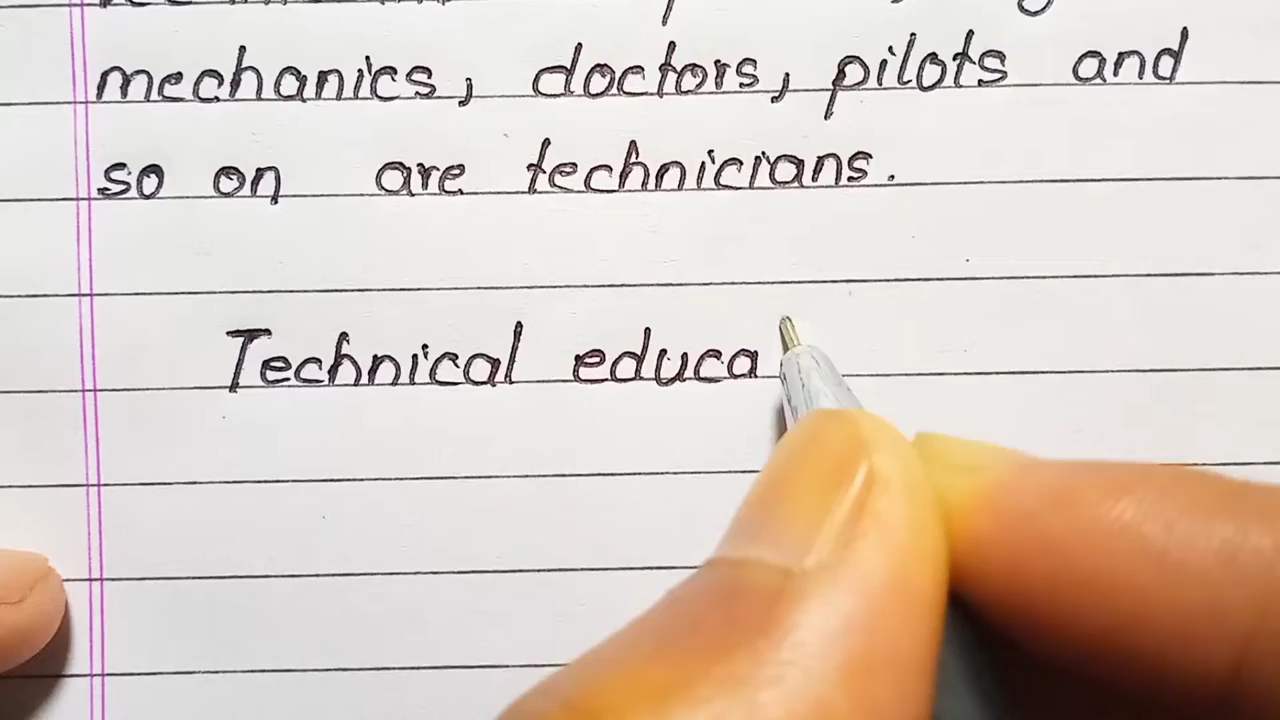 mechanics, doctors, pilots and
so on are technicians.
Technical educa